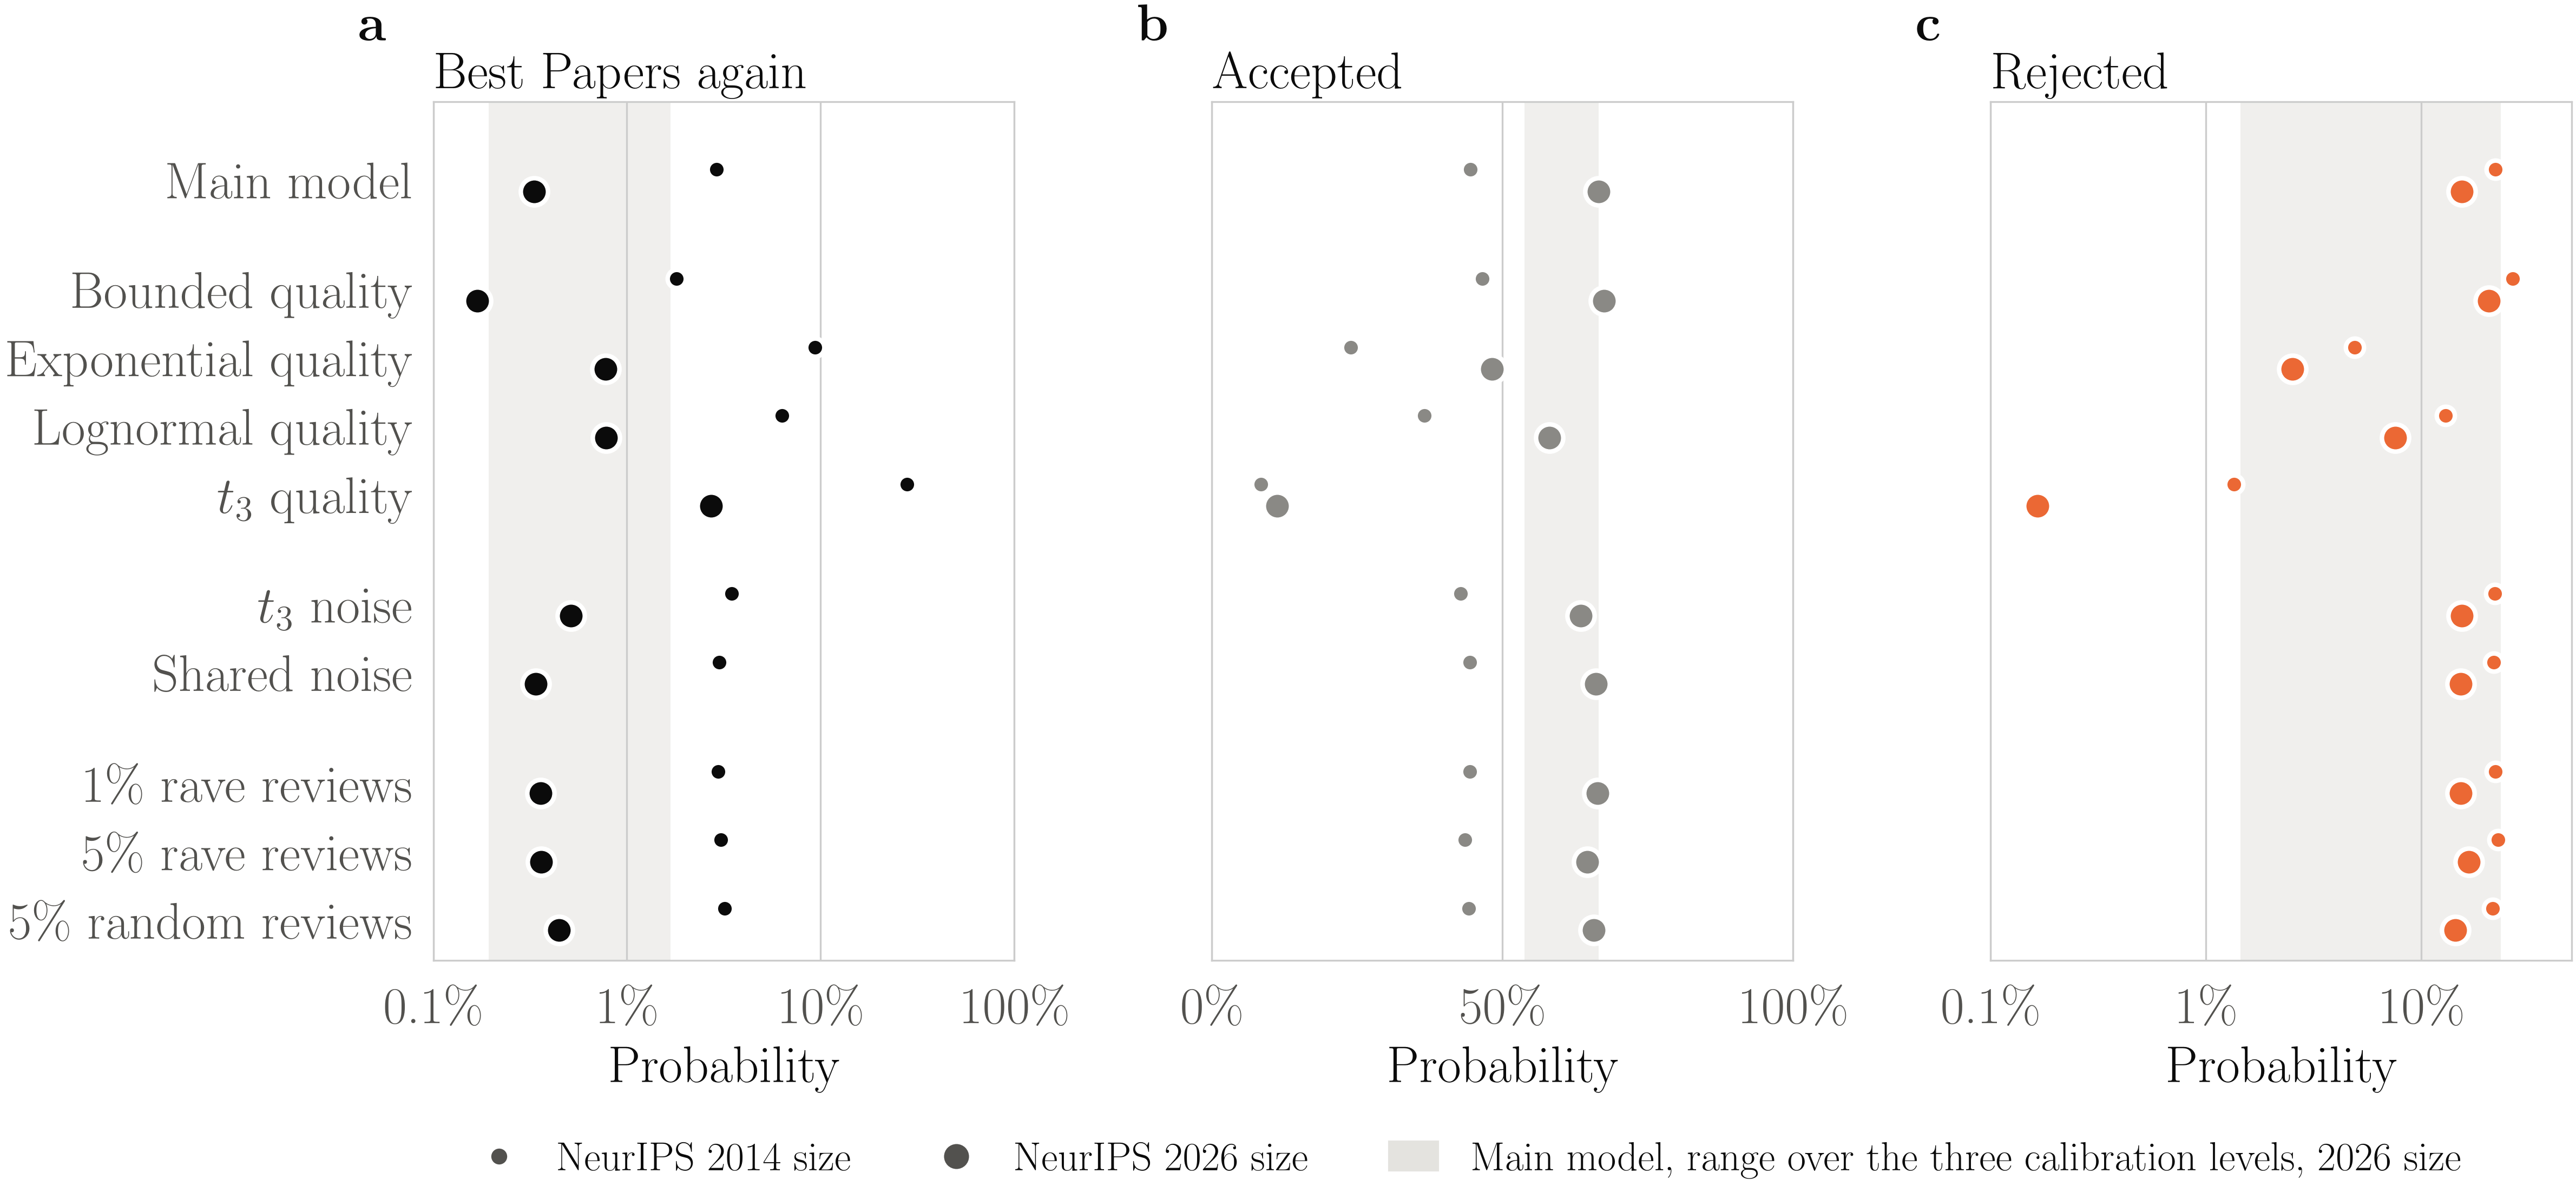 a
Best Papers again
b
Accepted
c
Rejected
Main model
Bounded quality
Exponential quality
Lognormal quality
t₃ quality
t₃ noise
Shared noise
1% rave reviews
5% rave reviews
5% random reviews
0.1% 1% 10% 100%
Probability
0% 50% 100%
Probability
0.1% 1% 10%
Probability
NeurIPS 2014 size
NeurIPS 2026 size
Main model, range over the three calibration levels, 2026 size